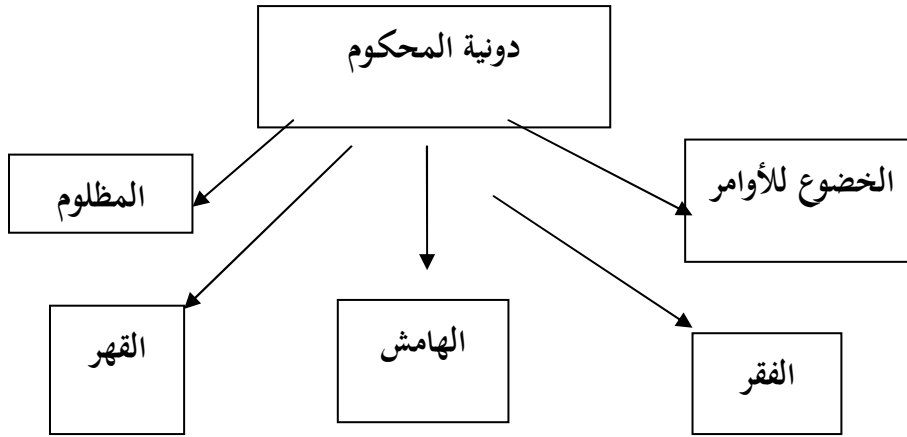 دونية المحكوم
الخضوع للأوامر
المظلوم
القهر
الهامش
الفقر